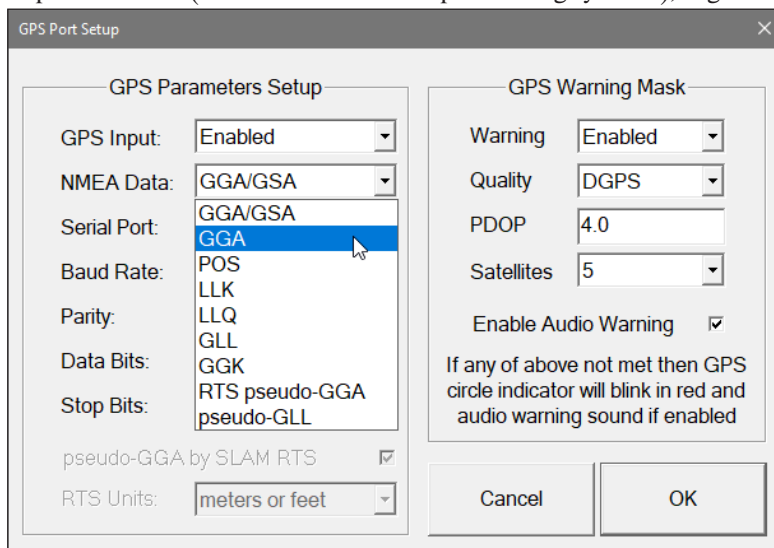 GPS Port Setup
GPS Parameters Setup
GPS Input: Enabled
NMEA Data: GGA/GSA
GGA/GSA
Serial Port:
GGA
Baud Rate: POS
LLK
Parity: LLQ
GLL
Data Bits: GGK
RTS pseudo-GGA
Stop Bits: pseudo-GLL
pseudo-GGA by SLAM RTS
RTS Units: meters or feet
GPS Warning Mask
Warning Enabled
Quality DGPS
PDOP 4.0
Satellites 5
Enable Audio Warning
If any of above not met then GPS
circle indicator will blink in red and
audio warning sound if enabled
Cancel OK